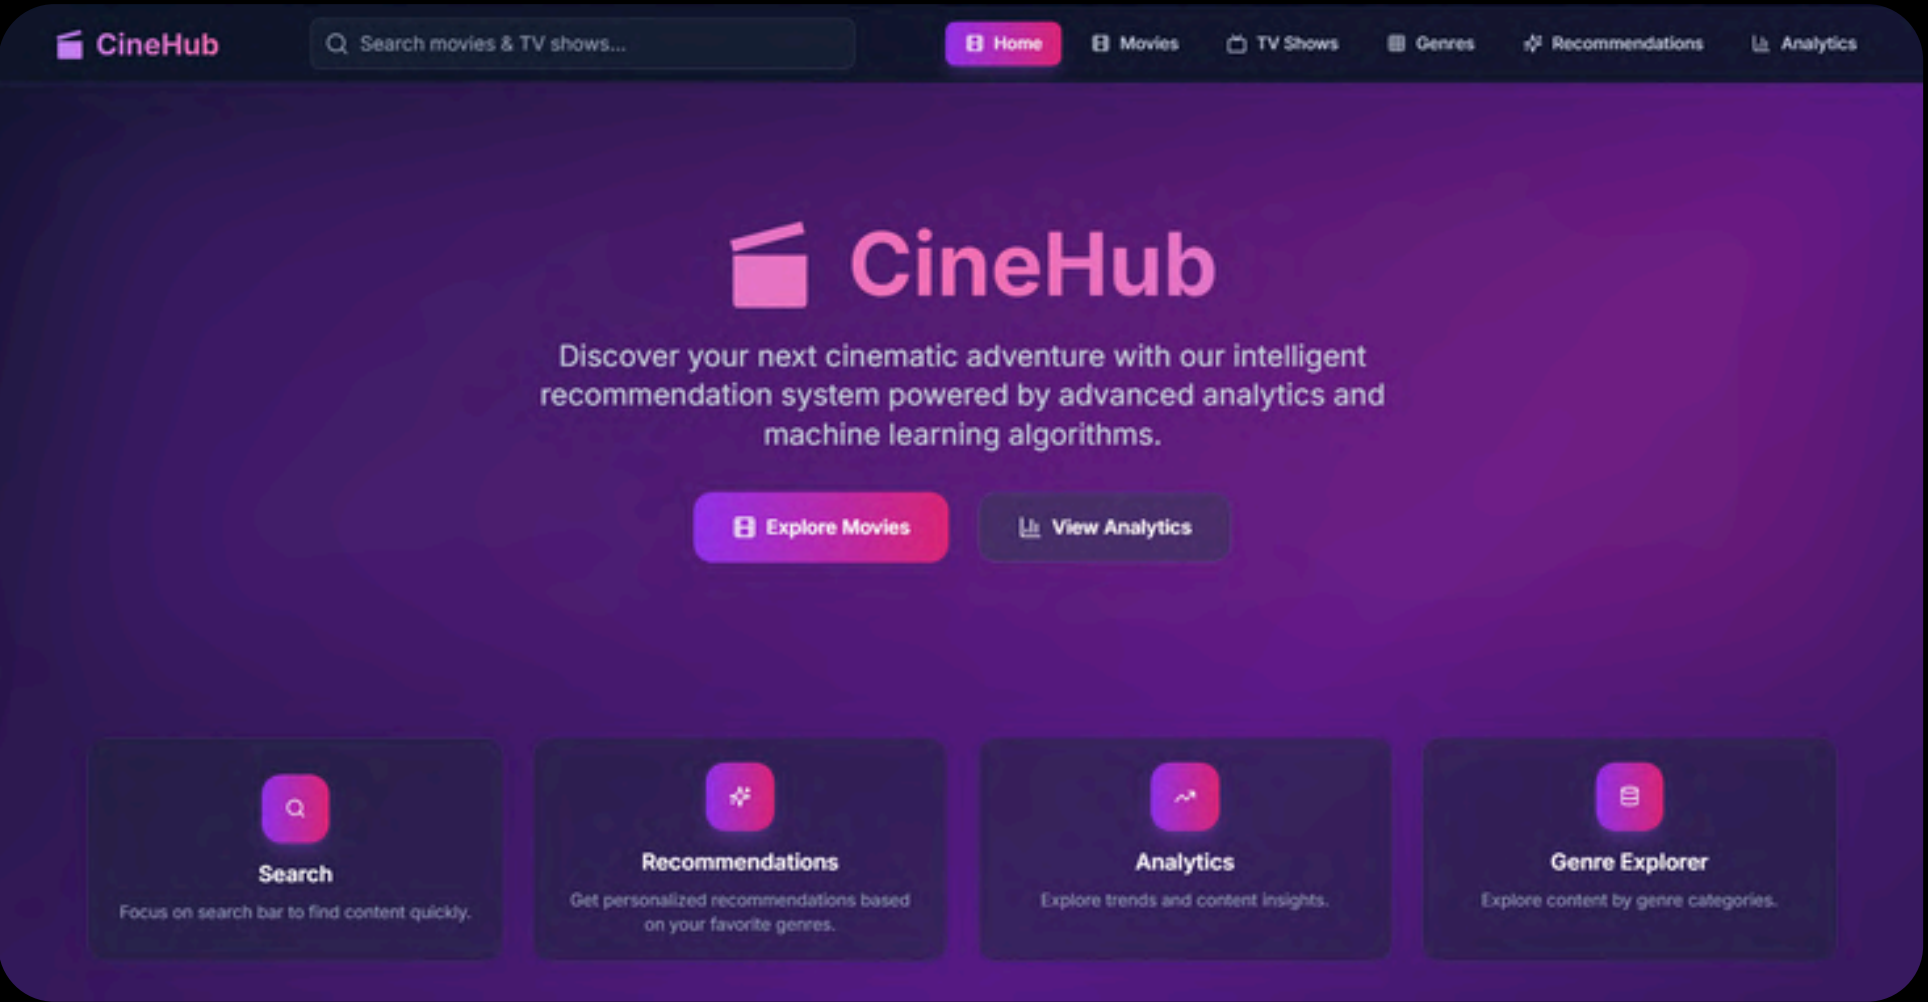 CineHub
Search movies & TV shows...
Home
Movies
TV Shows
Genres
Recommendations
Analytics
CineHub
Discover your next cinematic adventure with our intelligent
recommendation system powered by advanced analytics and
machine learning algorithms.
Explore Movies
View Analytics
Search
Focus on search bar to find content quickly.
Recommendations
Get personalized recommendations based
on your favorite genres.
Analytics
Explore trends and content insights.
Genre Explorer
Explore content by genre categories.